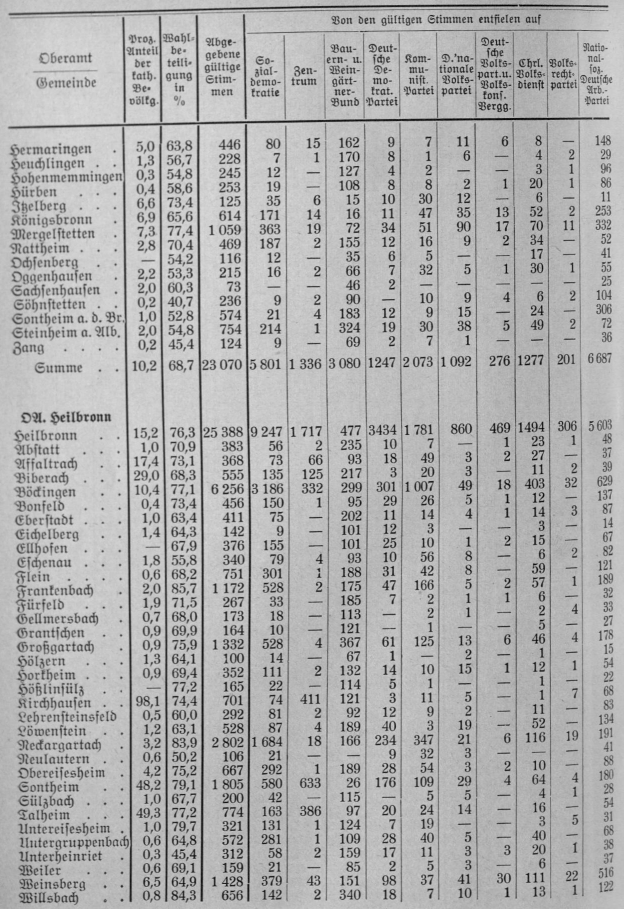 Oberamt
Gemeinde
Proz. Anteil der kath. Bevölkg.
Wahlbeteiligung in %
Abgegebene gültige Stimmen
Von den gültigen Stimmen entfielen auf
Sozialdemokratie
Zentrum
Bauern- u. Weingärtner-Bund
Deutsche Demokrat. Partei
Kommunist. Partei
D.'nationale Volkspartei
Deutsche Volkspart. u. Volkskons. Vergg.
Chrl. Volksdienst
Volksrechtpartei
National-soz. Deutsche Arb.-Partei
Hermaringen . . 5,0 63,8 446 80 15 162 9 7 11 6 8 — 148
Heuchlingen . . 1,3 56,7 228 7 1 170 8 1 6 — 4 2 29
Hohenmemmingen 0,3 54,8 245 12 — 127 4 2 — — 3 1 96
Hürben . . . 0,4 58,6 253 19 — 108 8 8 2 1 20 1 86
Itzelberg . . . 6,6 73,4 125 35 6 15 10 30 12 — 6 — 11
Königsbronn . . 6,9 65,6 614 171 14 16 11 47 35 13 52 2 253
Mergelstetten . . 7,3 77,4 1 059 363 19 72 34 51 90 17 70 11 332
Nattheim . . . 2,8 70,4 469 187 2 155 12 16 9 2 34 — 52
Ochsenberg . . — 54,2 116 12 — 35 6 5 — — 17 — 41
Oggenhausen . . 2,2 53,3 215 16 2 66 7 32 5 1 30 1 55
Sachsenhausen . 2,0 60,3 73 — — 46 2 — — — — — 25
Söhnstetten . . 0,2 40,7 236 9 2 90 — 10 9 4 6 2 104
Sontheim a. d. Br. 1,0 52,8 574 21 4 183 12 9 15 — 24 — 306
Steinheim a. Alb. 2,0 54,8 754 214 1 324 19 30 38 5 49 2 72
Zang . . . . 0,2 45,4 124 9 — 69 2 7 1 — — — 36
Summe . . 10,2 68,7 23 070 5 801 1 336 3 080 1247 2 073 1 092 276 1277 201 6 687
OA. Heilbronn
Heilbronn . . 15,2 76,3 25 388 9 247 1 717 477 3434 1 781 860 469 1494 306 5 603
Abstatt . . . 1,0 70,9 383 56 2 235 10 7 — 1 23 1 48
Affaltrach . . 17,4 73,1 368 73 66 93 18 49 3 2 27 — 37
Biberach . . . 29,0 68,3 555 135 125 217 3 20 3 — 11 2 39
Böckingen . . 10,4 77,1 6 256 3 186 332 299 301 1 007 49 18 403 32 629
Bonfeld . . . 0,4 73,4 456 150 1 95 29 26 5 1 12 — 137
Eberstadt . . 1,0 63,4 411 75 — 202 11 14 4 1 14 3 87
Eichelberg . . 1,4 64,3 142 9 — 101 12 3 — — 3 — 14
Ellhofen . . . — 67,9 376 155 — 101 25 10 1 2 15 — 67
Eschenau . . . 1,8 55,8 340 79 4 93 10 56 8 — 6 2 82
Flein . . . . 0,6 68,2 751 301 1 188 31 42 8 — 59 — 121
Frankenbach . . 2,0 85,7 1 172 528 2 175 47 166 5 2 57 1 189
Fürfeld . . . 1,9 71,5 267 33 — 185 7 2 1 1 6 — 32
Gellmersbach . . 0,7 68,0 173 18 — 113 — 2 1 — 2 4 33
Grantschen . . 0,9 69,9 164 10 — 121 — 1 — — 5 — 27
Großgartach . . 0,9 75,9 1 332 528 4 367 61 125 13 6 46 4 178
Hölzern . . . 1,3 64,1 100 14 — 67 1 — 2 — 1 — 15
Horkheim . . 0,9 69,4 352 111 2 132 14 10 15 1 12 1 54
Hößlinsülz . . — 77,2 165 22 — 114 5 1 — — 1 — 22
Kirchhausen . . 98,1 74,4 701 74 411 121 3 11 5 — 1 7 68
Lehrensteinsfeld 0,5 60,0 292 81 2 92 12 9 2 — 11 — 83
Löwenstein . . 1,2 63,1 528 87 4 189 40 3 19 — 52 — 134
Neckargartach . 3,2 83,9 2 802 1 684 18 166 234 347 21 6 116 19 191
Neulautern . . 0,6 50,2 106 21 — — 9 32 3 — — — 41
Obereisesheim . 4,2 75,2 667 292 1 189 28 54 3 2 10 — 88
Sontheim . . 48,2 79,1 1 805 580 633 26 176 109 29 4 64 4 180
Sülzbach . . 1,0 67,7 200 42 — 115 — 5 5 — 4 1 28
Talheim . . . 49,3 77,2 774 163 386 97 20 24 14 — 16 — 54
Untereisesheim . 1,0 79,7 321 131 1 124 7 19 — — 3 5 31
Untergruppenbach 0,6 64,8 572 281 1 109 28 40 5 — 40 — 68
Unterheinriet . 0,3 45,4 312 58 2 159 17 11 3 3 20 1 38
Weiler . . . 0,6 69,1 159 21 — 85 2 5 3 — 6 — 37
Weinsberg . . 6,5 64,9 1 428 379 43 151 98 37 41 30 111 22 516
Willsbach . . 0,8 84,3 656 142 2 340 18 7 10 1 13 1 122